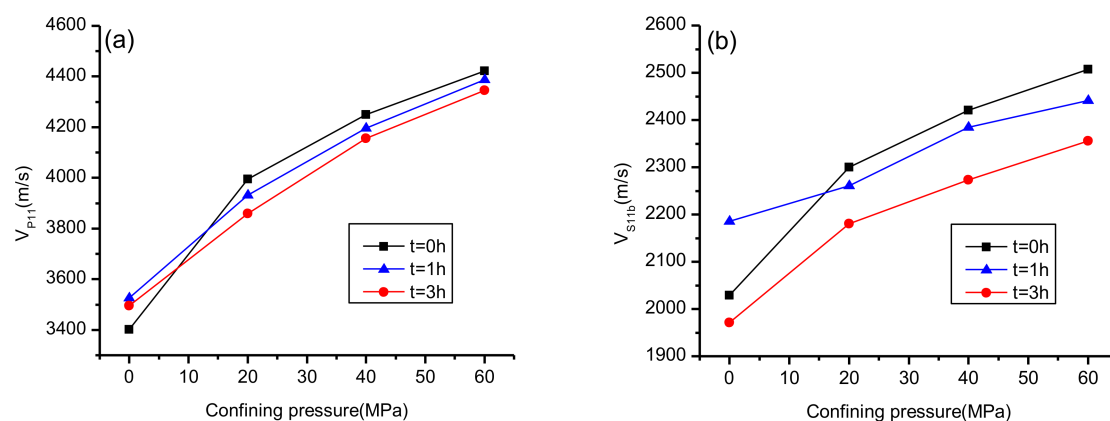 (a)
4600
4400
4200
4000
3800
3600
3400
V_P11(m/s)
0 10 20 30 40 50 60
Confining pressure(MPa)
t=0h
t=1h
t=3h
(b)
2600
2500
2400
2300
2200
2100
2000
1900
V_S11b(m/s)
0 10 20 30 40 50 60
Confining pressure(MPa)
t=0h
t=1h
t=3h